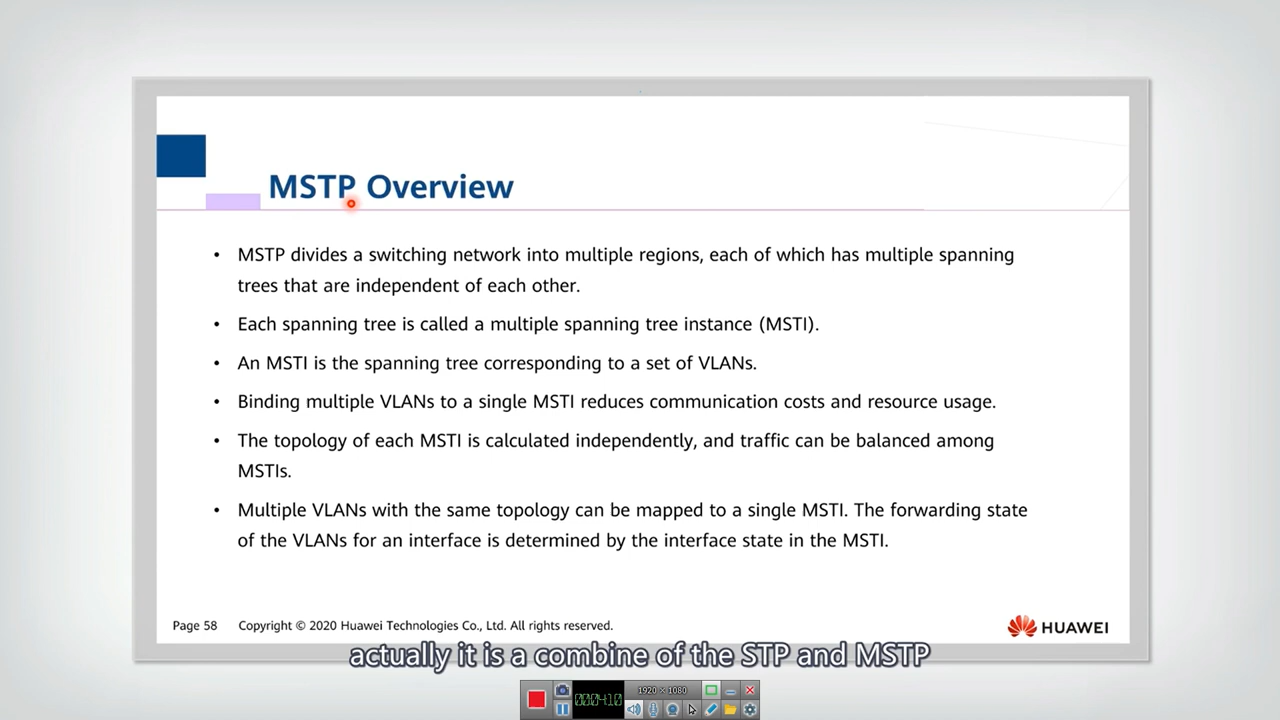 MSTP Overview
• MSTP divides a switching network into multiple regions, each of which has multiple spanning
trees that are independent of each other.
• Each spanning tree is called a multiple spanning tree instance (MSTI).
• An MSTI is the spanning tree corresponding to a set of VLANs.
• Binding multiple VLANs to a single MSTI reduces communication costs and resource usage.
• The topology of each MSTI is calculated independently, and traffic can be balanced among
MSTIs.
• Multiple VLANs with the same topology can be mapped to a single MSTI. The forwarding state
of the VLANs for an interface is determined by the interface state in the MSTI.
Page 58 Copyright © 2020 Huawei Technologies Co., Ltd. All rights reserved.
HUAWEI
actually it is a combine of the STP and MSTP
1920 × 1080